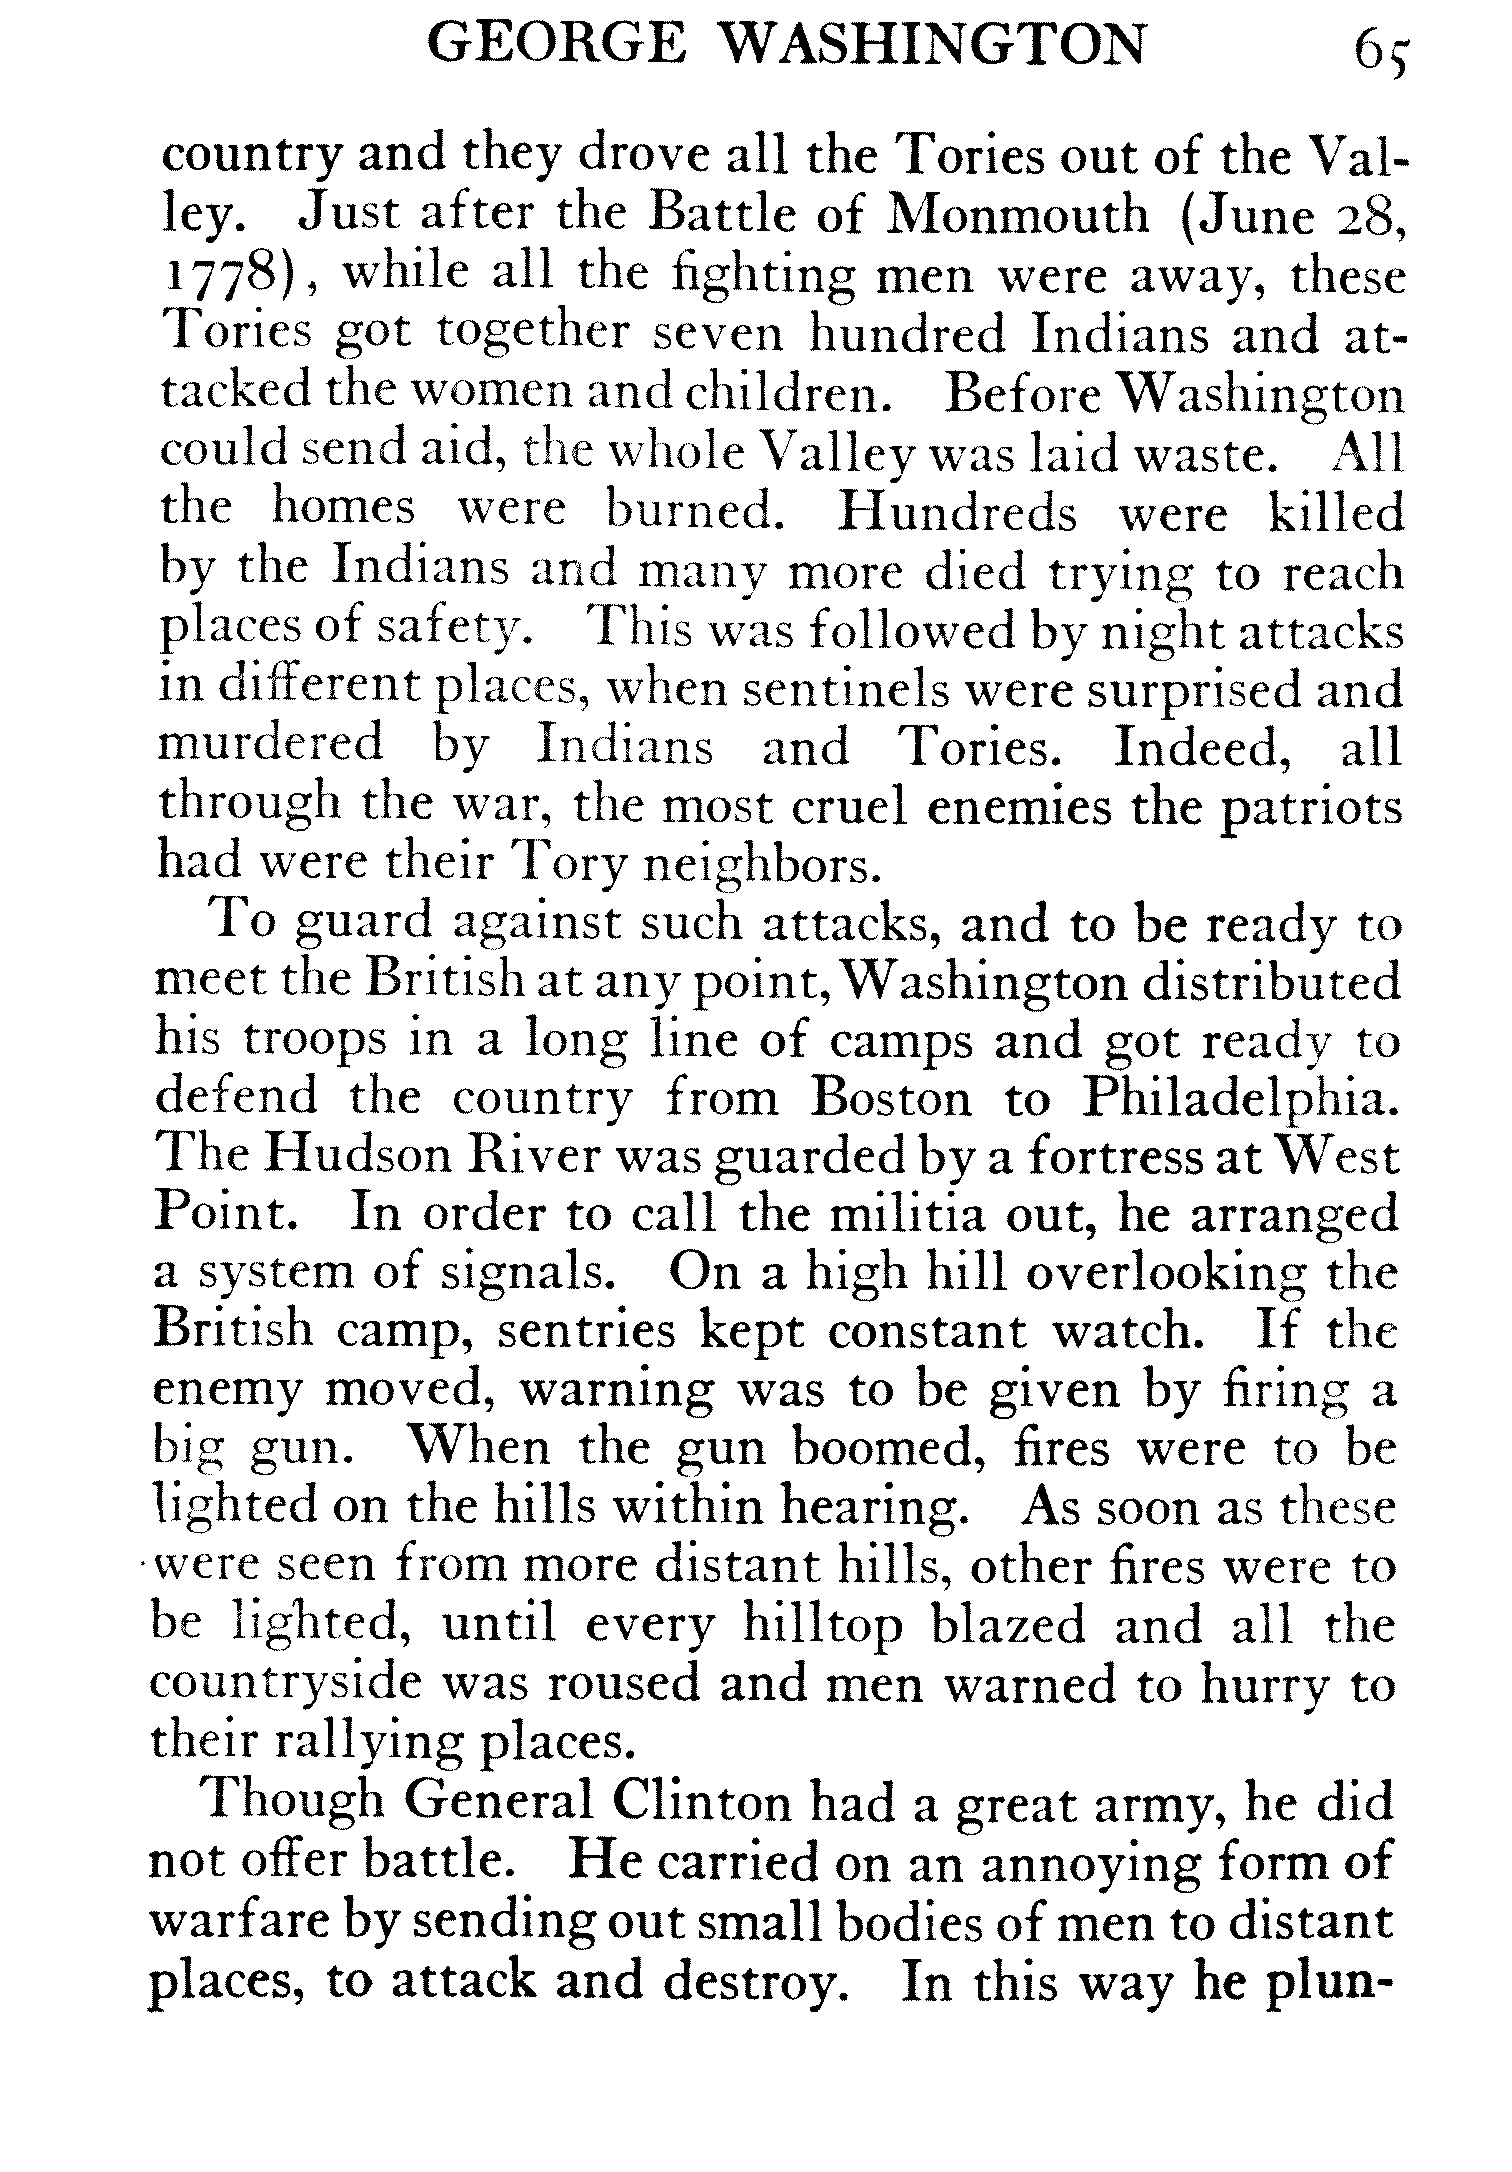 GEORGE WASHINGTON 65
country and they drove all the Tories out of the Val-
ley. Just after the Battle of Monmouth (June 28,
1778), while all the fighting men were away, these
Tories got together seven hundred Indians and at-
tacked the women and children. Before Washington
could send aid, the whole Valley was laid waste. All
the homes were burned. Hundreds were killed
by the Indians and many more died trying to reach
places of safety. This was followed by night attacks
in different places, when sentinels were surprised and
murdered by Indians and Tories. Indeed, all
through the war, the most cruel enemies the patriots
had were their Tory neighbors.
To guard against such attacks, and to be ready to
meet the British at any point, Washington distributed
his troops in a long line of camps and got ready to
defend the country from Boston to Philadelphia.
The Hudson River was guarded by a fortress at West
Point. In order to call the militia out, he arranged
a system of signals. On a high hill overlooking the
British camp, sentries kept constant watch. If the
enemy moved, warning was to be given by firing a
big gun. When the gun boomed, fires were to be
lighted on the hills within hearing. As soon as these
were seen from more distant hills, other fires were to
be lighted, until every hilltop blazed and all the
countryside was roused and men warned to hurry to
their rallying places.
Though General Clinton had a great army, he did
not offer battle. He carried on an annoying form of
warfare by sending out small bodies of men to distant
places, to attack and destroy. In this way he plun-